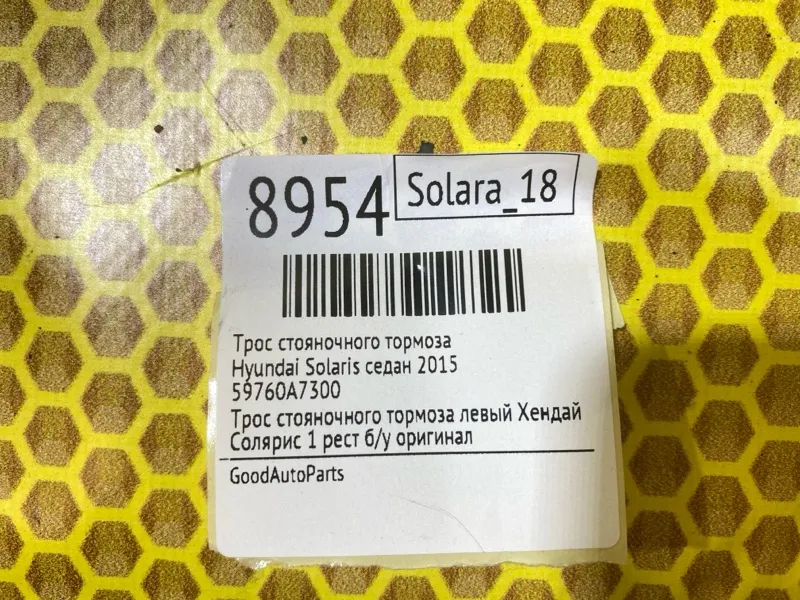 8954
Solara_18
Трос стояночного тормоза
Hyundai Solaris седан 2015
59760A7300
Трос стояночного тормоза левый Хендай
Солярис 1 рест б/у оригинал
GoodAutoParts